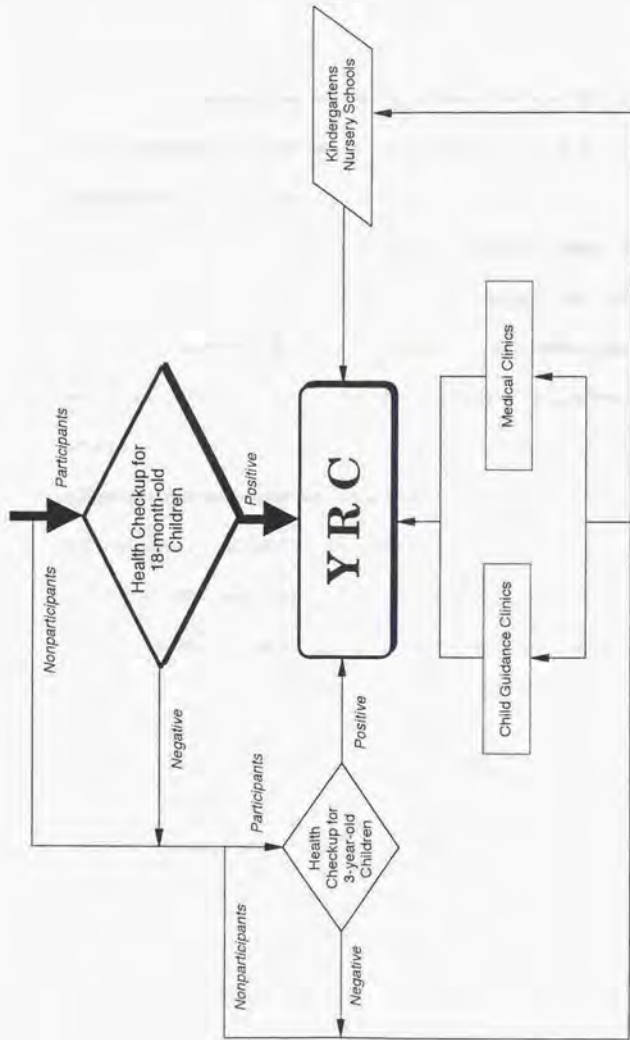 Participants
Nonparticipants
Health Checkup for
18-month-old
Children
Negative
Positive
Participants
Nonparticipants
Health
Checkup for
3-year-old
Children
Positive
Negative
YRC
Kindergartens
Nursery Schools
Child Guidance Clinics
Medical Clinics